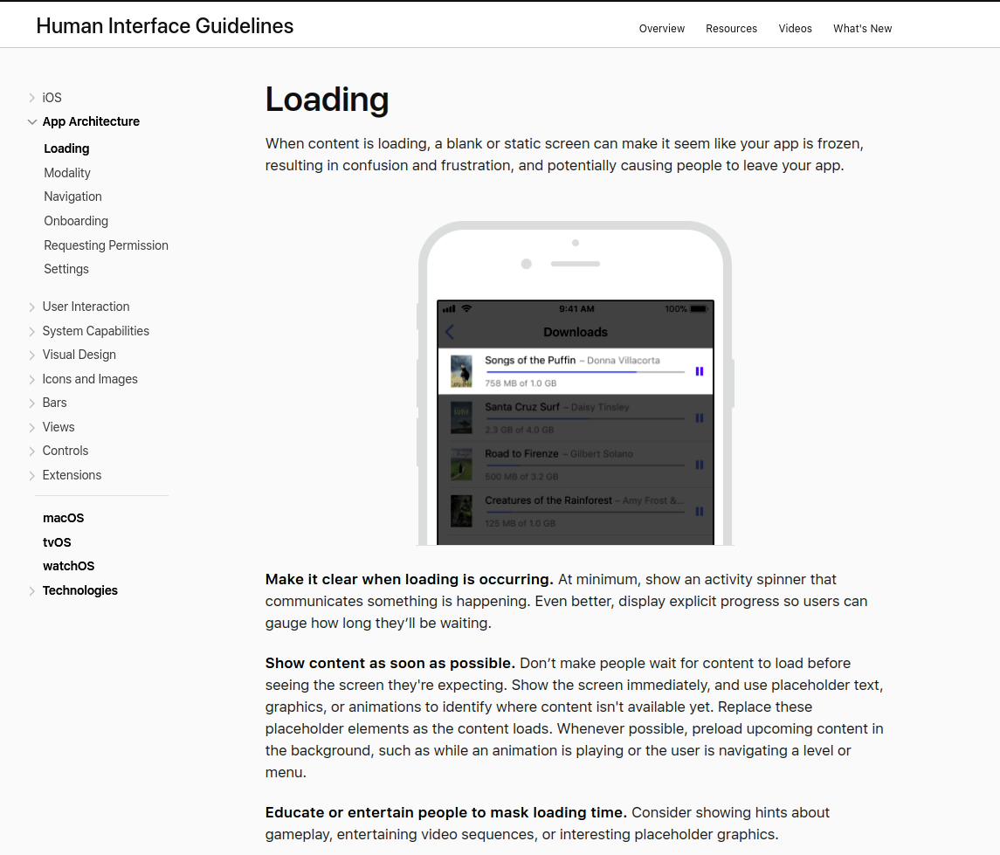 Human Interface Guidelines
Overview
Resources
Videos
What's New
iOS
App Architecture
Loading
Modality
Navigation
Onboarding
Requesting Permission
Settings
User Interaction
System Capabilities
Visual Design
Icons and Images
Bars
Views
Controls
Extensions
macOS
tvOS
watchOS
Technologies
Loading
When content is loading, a blank or static screen can make it seem like your app is frozen,
resulting in confusion and frustration, and potentially causing people to leave your app.
9:41 AM
100%
Downloads
Songs of the Puffin – Donna Villacorta
758 MB of 1.0 GB
Santa Cruz Surf – Daisy Tinsley
2.3 GB of 4.0 GB
Road to Firenze – Gilbert Solano
500 MB of 3.2 GB
Creatures of the Rainforest – Amy Frost &...
125 MB of 1.0 GB
Make it clear when loading is occurring. At minimum, show an activity spinner that
communicates something is happening. Even better, display explicit progress so users can
gauge how long they’ll be waiting.
Show content as soon as possible. Don’t make people wait for content to load before
seeing the screen they're expecting. Show the screen immediately, and use placeholder text,
graphics, or animations to identify where content isn't available yet. Replace these
placeholder elements as the content loads. Whenever possible, preload upcoming content in
the background, such as while an animation is playing or the user is navigating a level or
menu.
Educate or entertain people to mask loading time. Consider showing hints about
gameplay, entertaining video sequences, or interesting placeholder graphics.